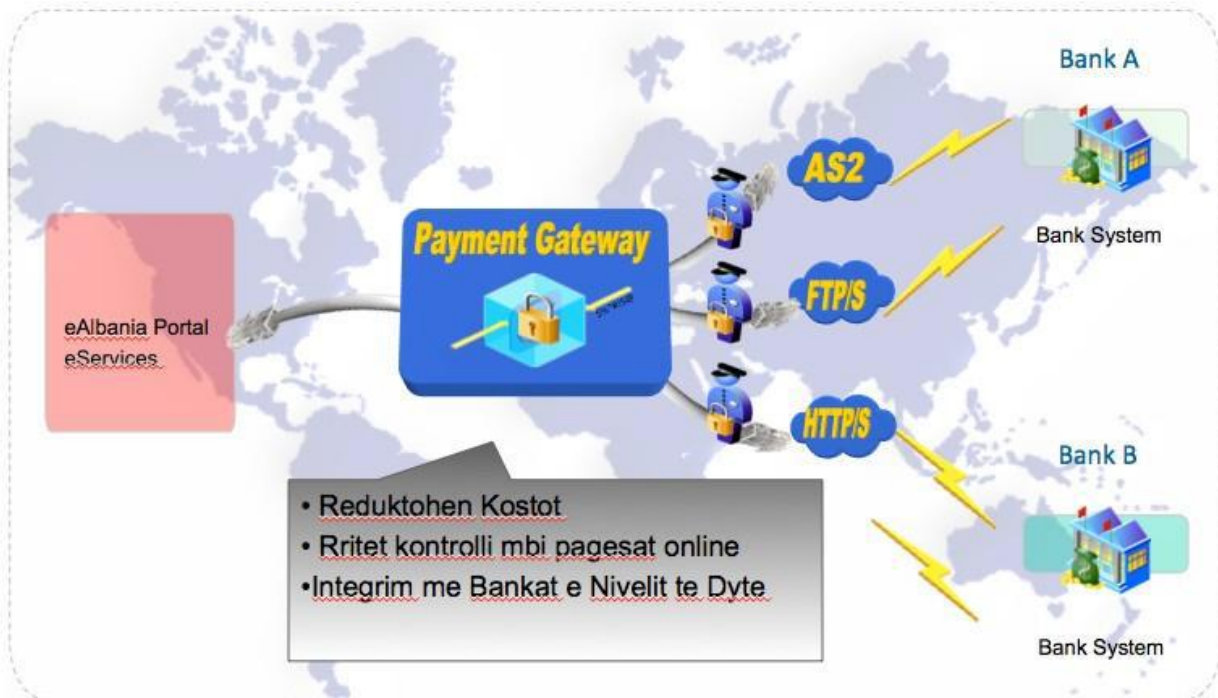 Bank A
AS2
Bank System
Payment Gateway
FTP/S
eAlbania Portal
eServices
HTTP/S
Bank B
• Reduktohen Kostot
• Rritet kontrolli mbi pagesat online
•Integrim me Bankat e Nivelit te Dyte
Bank System